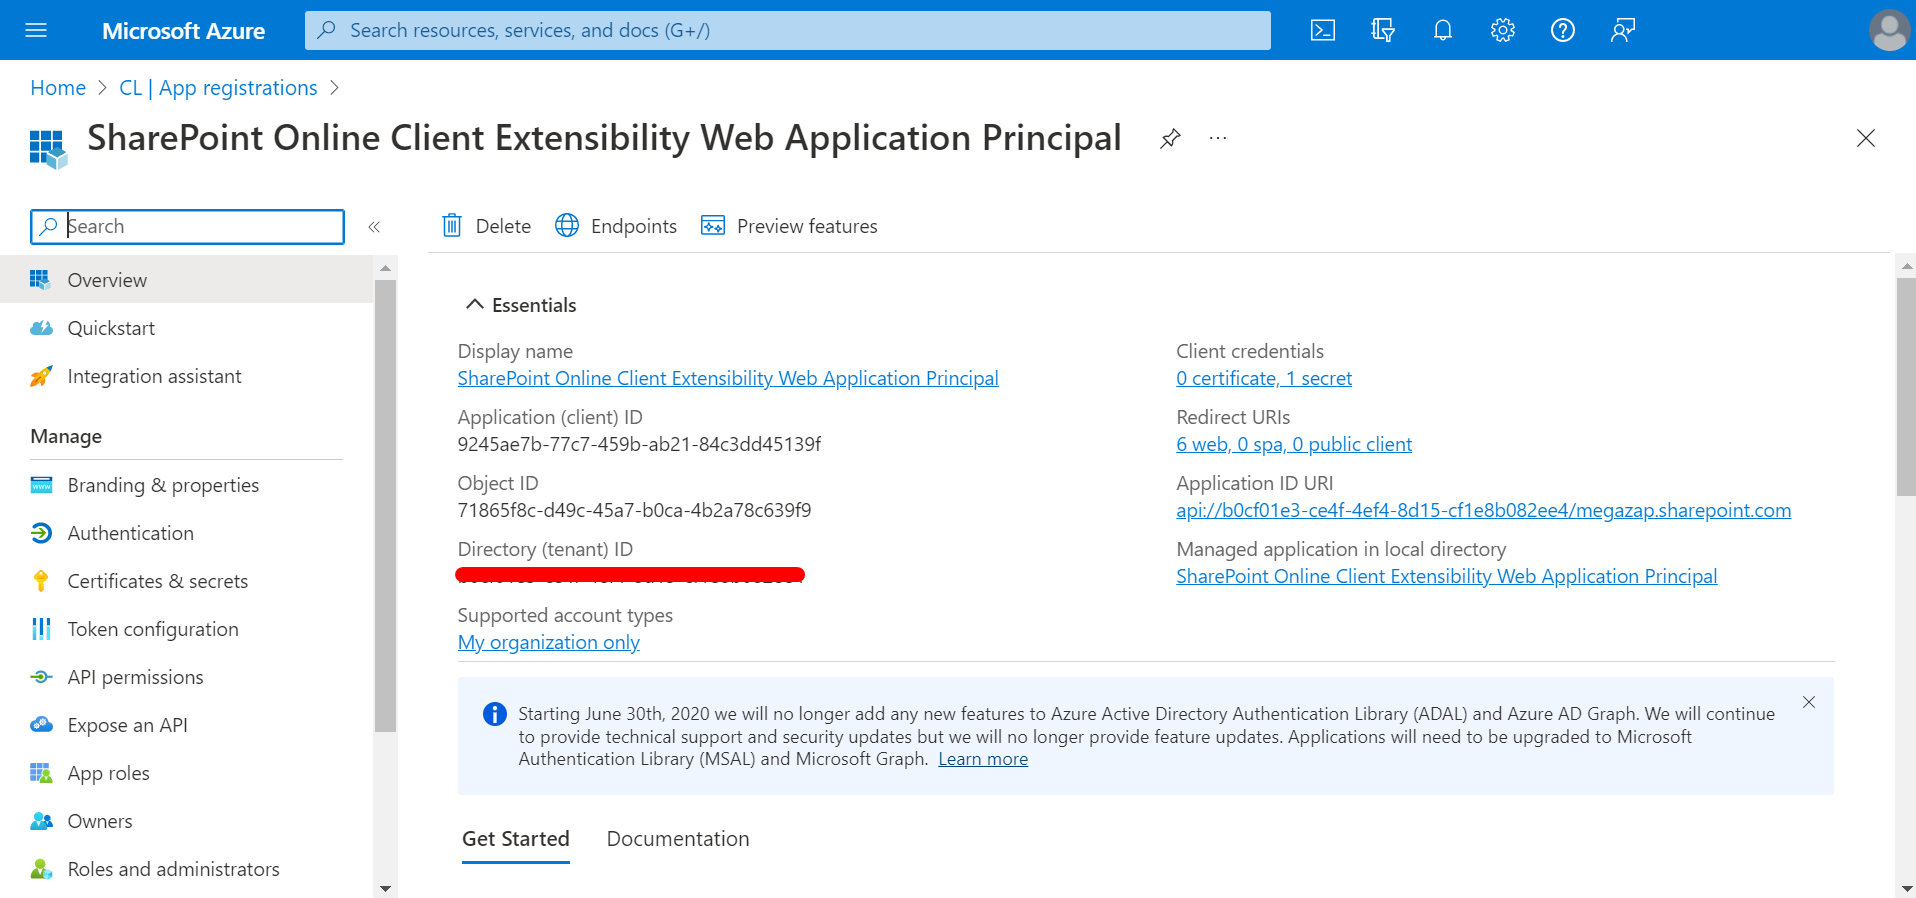 Microsoft Azure
Search resources, services, and docs (G+/)
Home > CL | App registrations >
SharePoint Online Client Extensibility Web Application Principal
...
Search
«
Delete
Endpoints
Preview features
Overview
Quickstart
Integration assistant
Manage
Branding & properties
Authentication
Certificates & secrets
Token configuration
API permissions
Expose an API
App roles
Owners
Roles and administrators
Essentials
Display name
SharePoint Online Client Extensibility Web Application Principal
Application (client) ID
9245ae7b-77c7-459b-ab21-84c3dd45139f
Object ID
71865f8c-d49c-45a7-b0ca-4b2a78c639f9
Directory (tenant) ID
Supported account types
My organization only
Client credentials
0 certificate, 1 secret
Redirect URIs
6 web, 0 spa, 0 public client
Application ID URI
api://b0cf01e3-ce4f-4ef4-8d15-cf1e8b082ee4/megazap.sharepoint.com
Managed application in local directory
SharePoint Online Client Extensibility Web Application Principal
Starting June 30th, 2020 we will no longer add any new features to Azure Active Directory Authentication Library (ADAL) and Azure AD Graph. We will continue
to provide technical support and security updates but we will no longer provide feature updates. Applications will need to be upgraded to Microsoft
Authentication Library (MSAL) and Microsoft Graph. Learn more
Get Started
Documentation